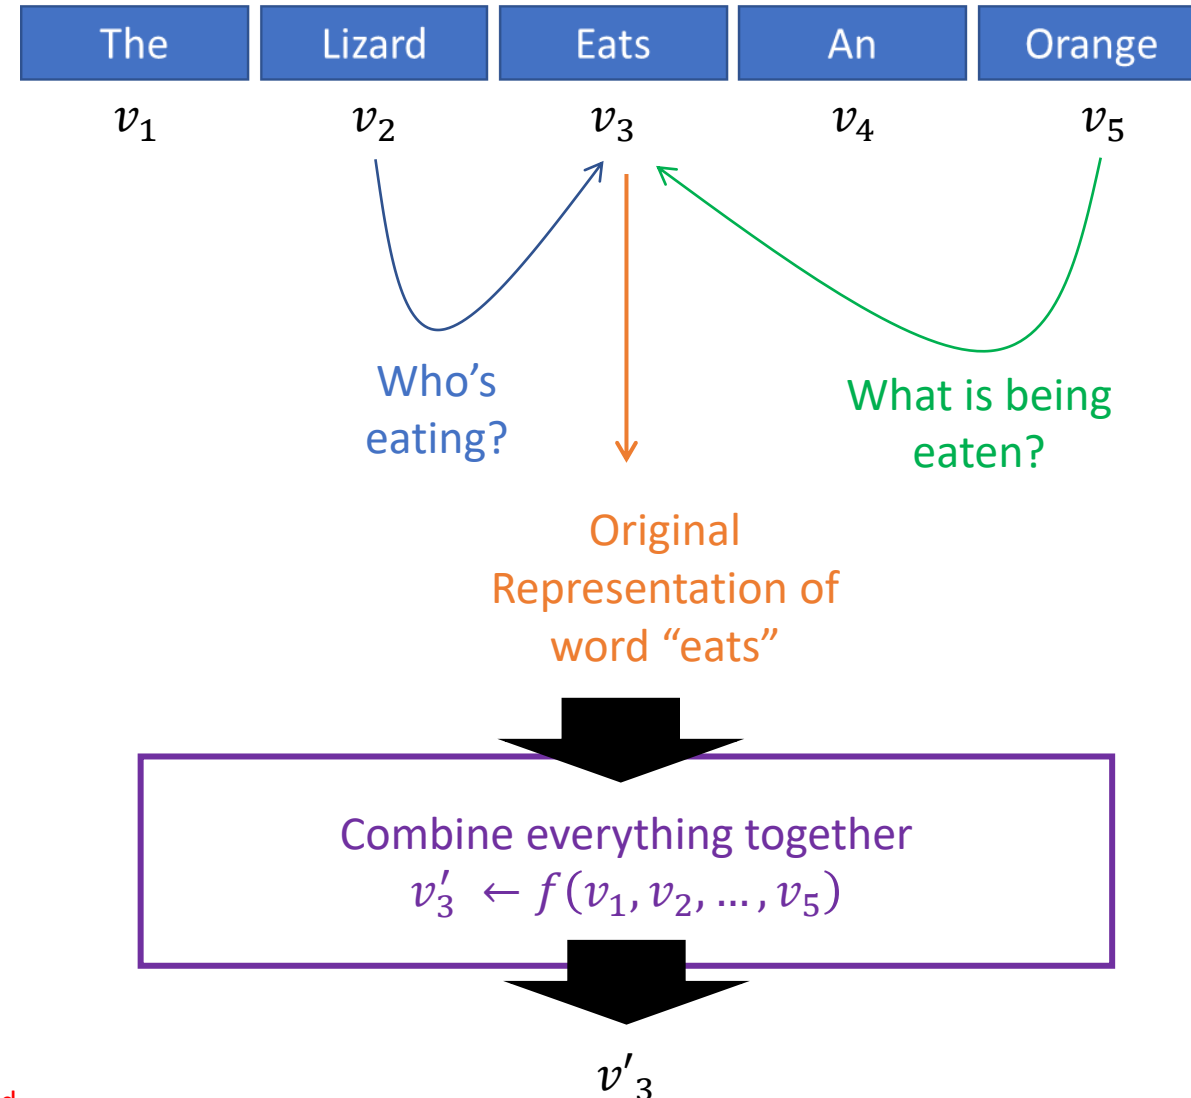 The Lizard Eats An Orange
v₁ v₂ v₃ v₄ v₅
Who’s
eating?
What is being
eaten?
Original
Representation of
word “eats”
Combine everything together
v₃′ ← f(v₁, v₂, … , v₅)
v′₃